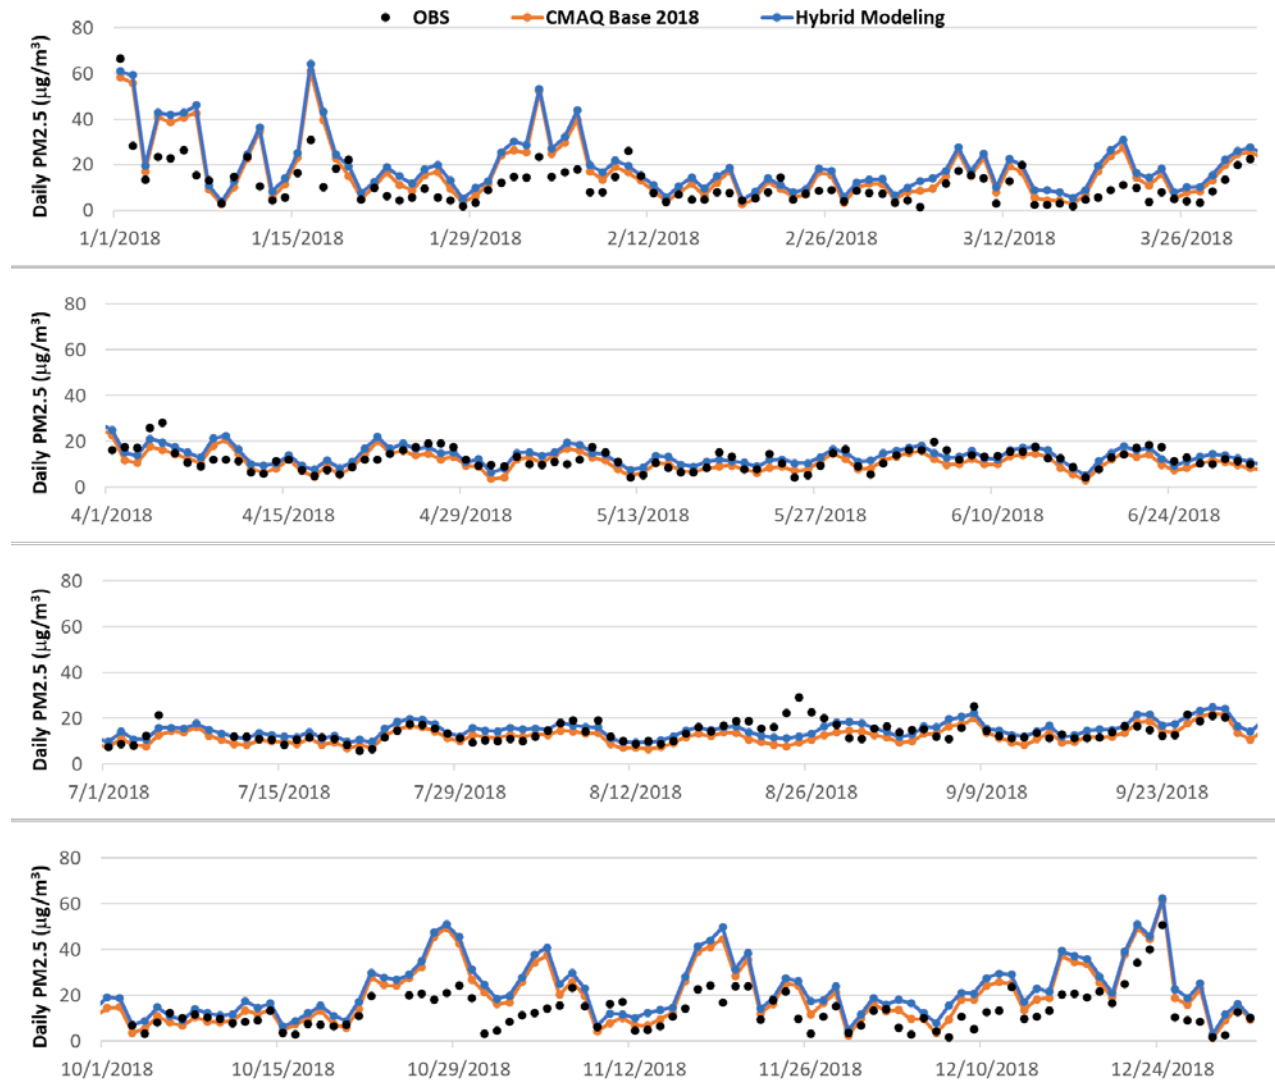 OBS CMAQ Base 2018 Hybrid Modeling
Daily PM2.5 (µg/m³)
80
60
40
20
0
1/1/2018 1/15/2018 1/29/2018 2/12/2018 2/26/2018 3/12/2018 3/26/2018
Daily PM2.5 (µg/m³)
80
60
40
20
0
4/1/2018 4/15/2018 4/29/2018 5/13/2018 5/27/2018 6/10/2018 6/24/2018
Daily PM2.5 (µg/m³)
80
60
40
20
0
7/1/2018 7/15/2018 7/29/2018 8/12/2018 8/26/2018 9/9/2018 9/23/2018
Daily PM2.5 (µg/m³)
80
60
40
20
0
10/1/2018 10/15/2018 10/29/2018 11/12/2018 11/26/2018 12/10/2018 12/24/2018